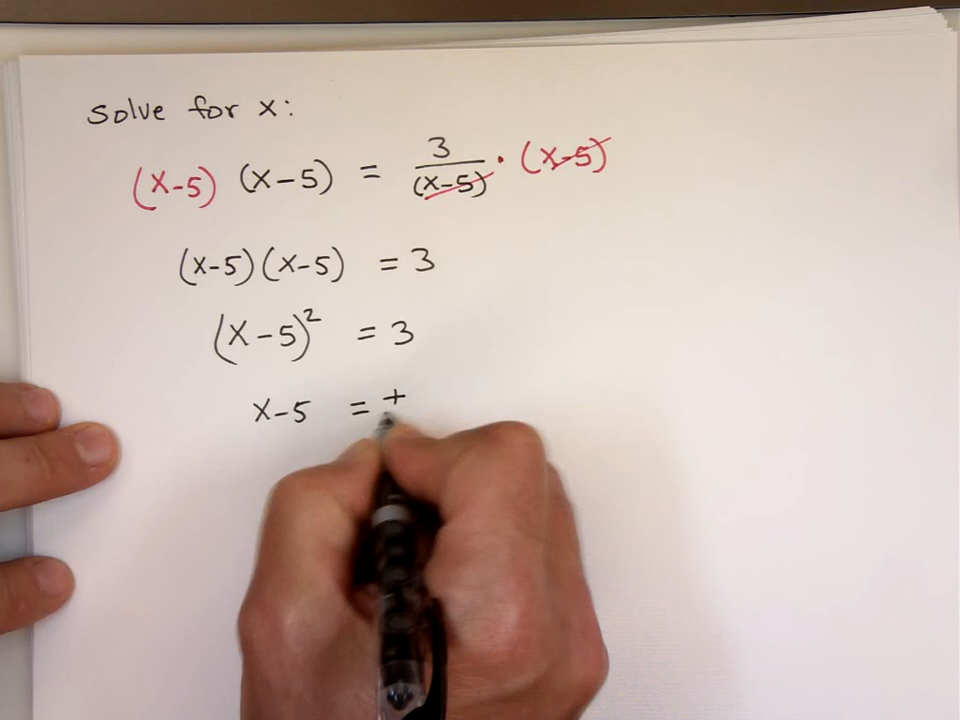 Solve for x:
(x-5) (x-5) = 3/(x-5) · (x-5)
(x-5)(x-5) = 3
(x-5)² = 3
x-5 = +